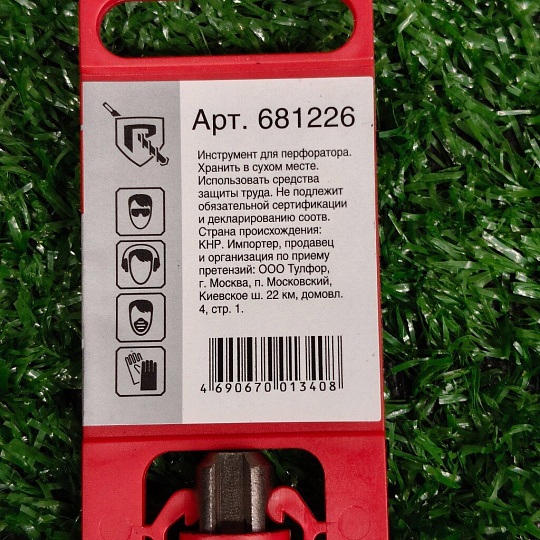 Арт. 681226
Инструмент для перфоратора.
Хранить в сухом месте.
Использовать средства
защиты труда. Не подлежит
обязательной сертификации
и декларированию соотв.
Страна происхождения:
КНР. Импортер, продавец
и организация по приему
претензий: ООО Тулфор,
г. Москва, п. Московский,
Киевское ш. 22 км, домовл.
4, стр. 1.
4 690670 013408